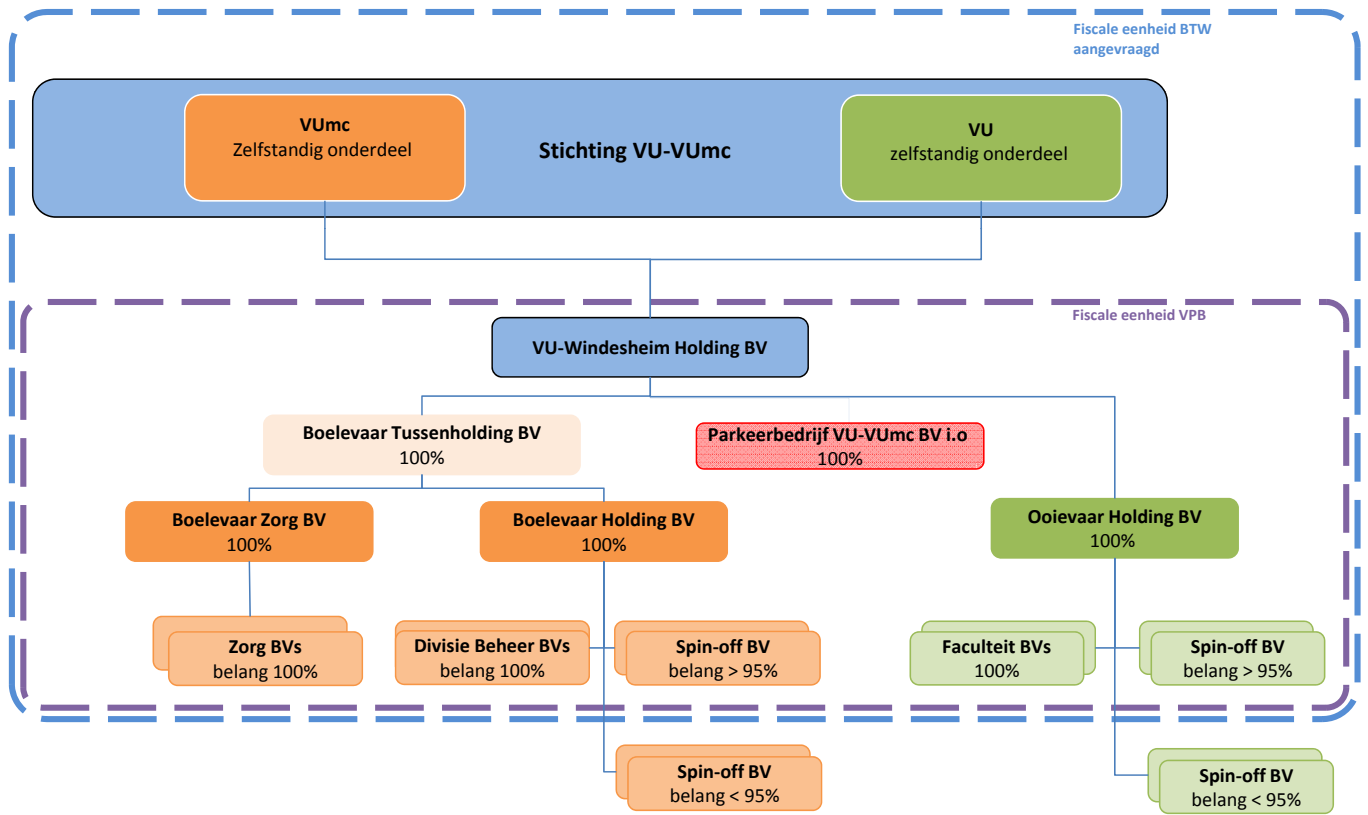 Fiscale eenheid BTW
aangevraagd
VUmc
Zelfstandig onderdeel
Stichting VU-VUmc
VU
zelfstandig onderdeel
Fiscale eenheid VPB
VU-Windesheim Holding BV
Boelevaar Tussenholding BV
100%
Parkeerbedrijf VU-VUmc BV i.o
100%
Boelevaar Zorg BV
100%
Boelevaar Holding BV
100%
Ooievaar Holding BV
100%
Zorg BVs
belang 100%
Divisie Beheer BVs
belang 100%
Spin-off BV
belang > 95%
Faculteit BVs
100%
Spin-off BV
belang > 95%
Spin-off BV
belang < 95%
Spin-off BV
belang < 95%